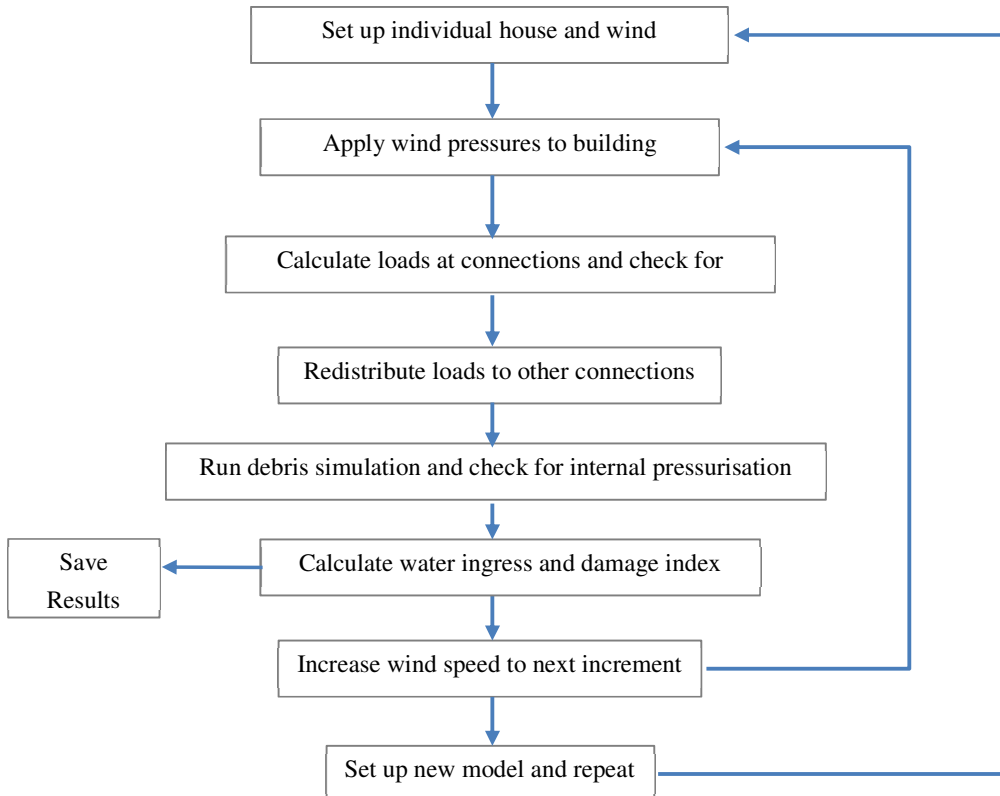 Set up individual house and wind
Apply wind pressures to building
Calculate loads at connections and check for
Redistribute loads to other connections
Run debris simulation and check for internal pressurisation
Calculate water ingress and damage index
Save
Results
Increase wind speed to next increment
Set up new model and repeat